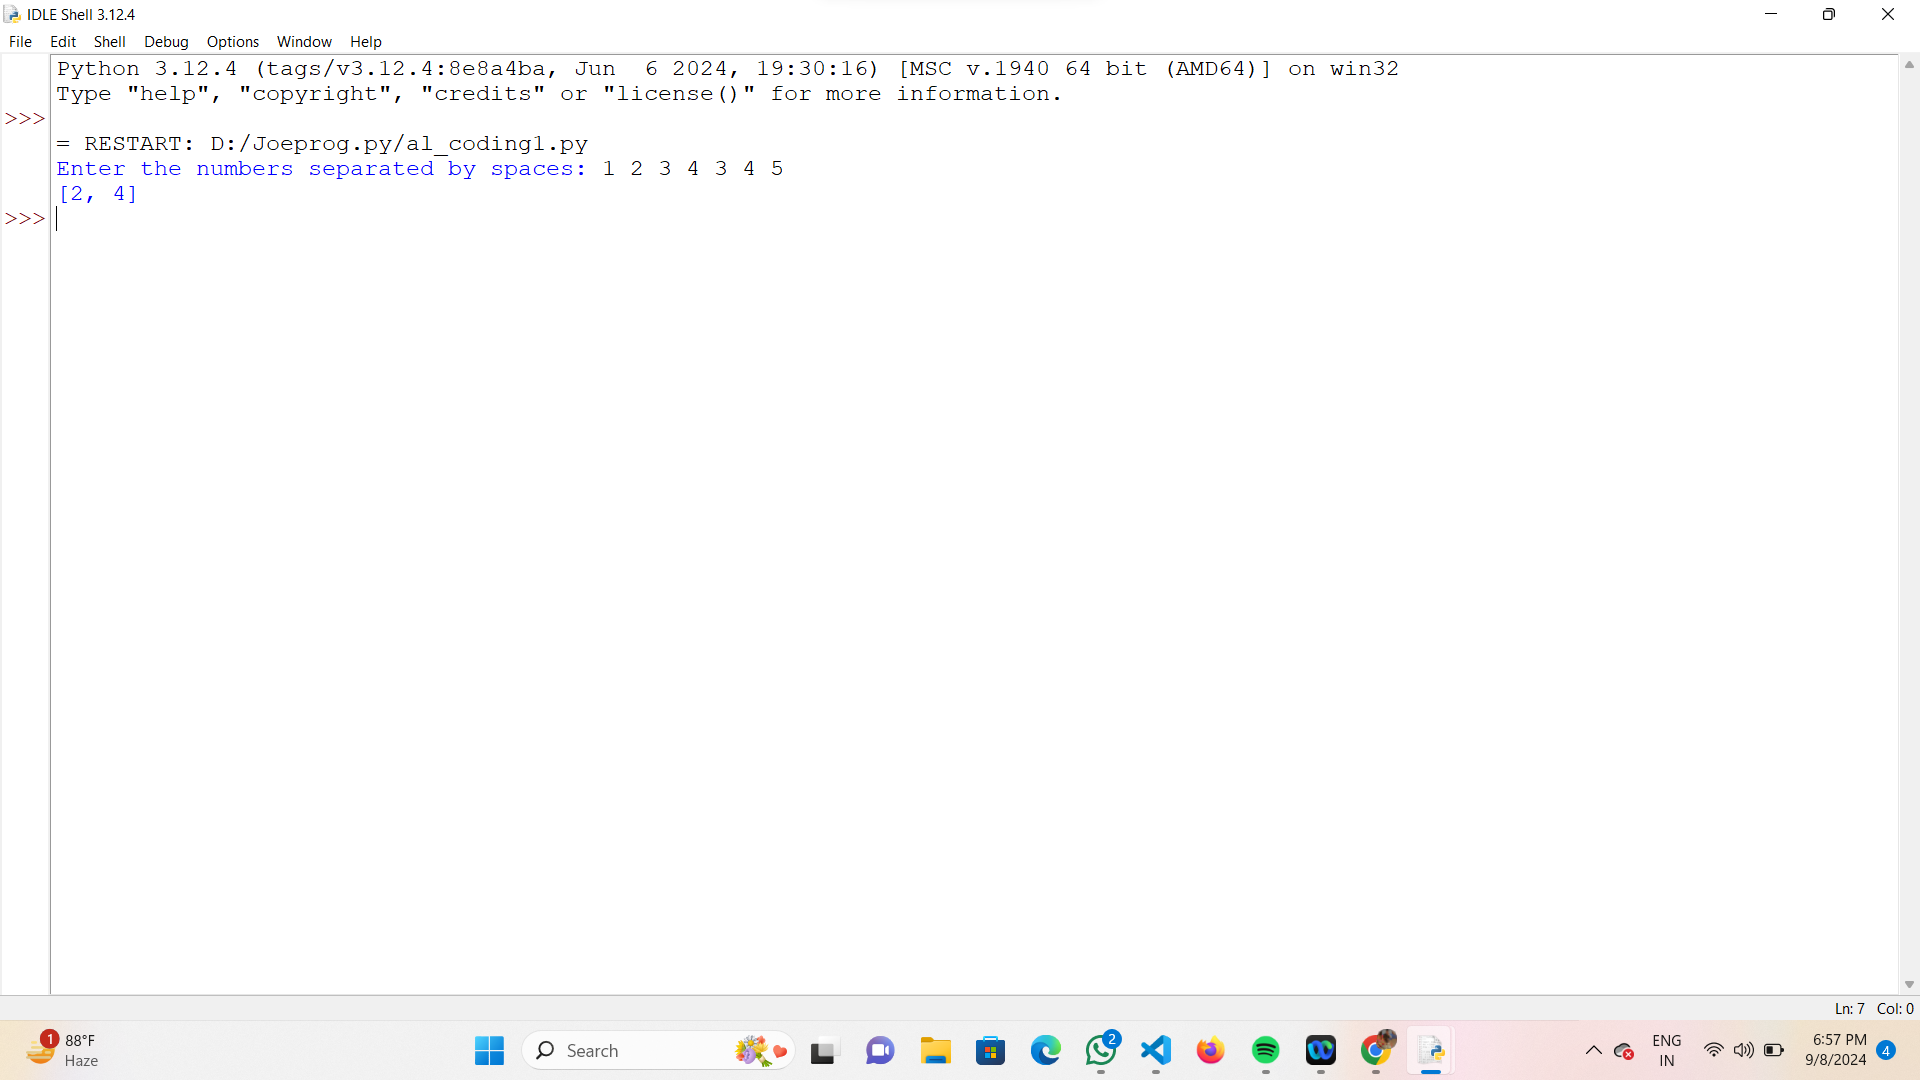 IDLE Shell 3.12.4
File Edit Shell Debug Options Window Help
Python 3.12.4 (tags/v3.12.4:8e8a4ba, Jun  6 2024, 19:30:16) [MSC v.1940 64 bit (AMD64)] on win32
Type "help", "copyright", "credits" or "license()" for more information.
>>>
= RESTART: D:/Joeprog.py/al_coding1.py
Enter the numbers separated by spaces: 1 2 3 4 3 4 5
[2, 4]
>>>
Ln: 7 Col: 0
1 88°F
Haze
Search
2
ENG
IN
6:57 PM
9/8/2024
4